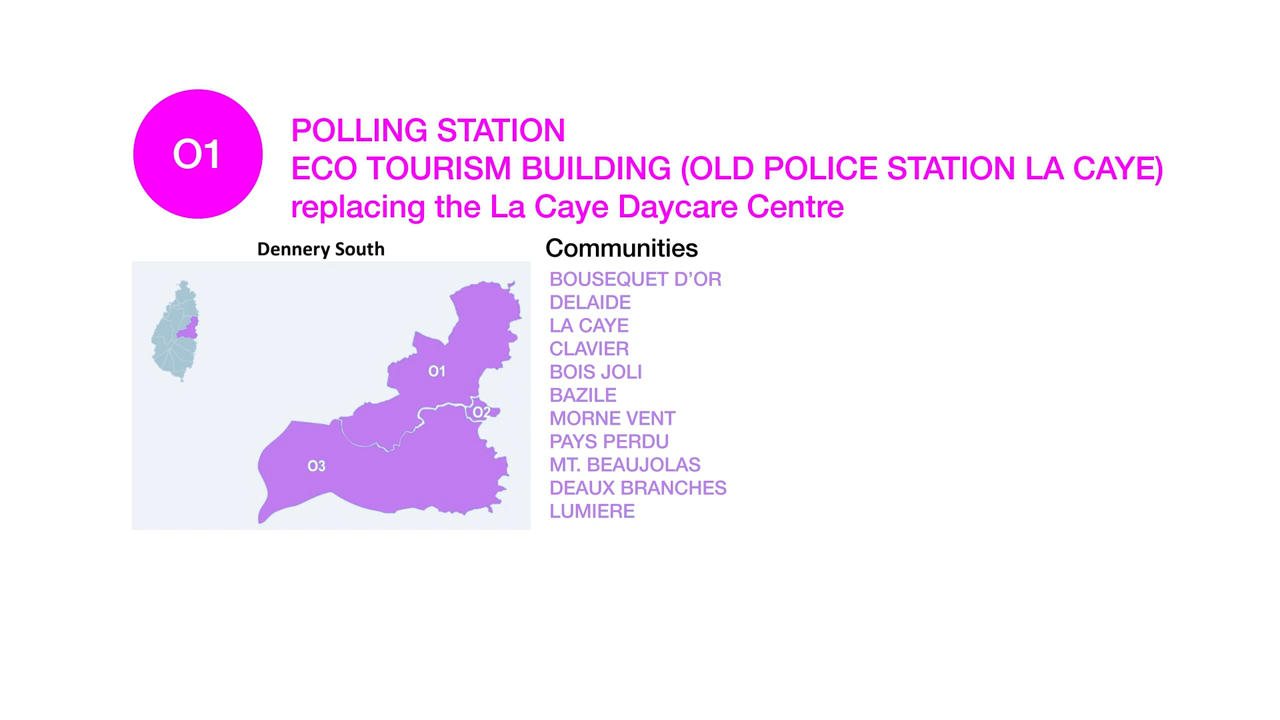 O1
POLLING STATION
ECO TOURISM BUILDING (OLD POLICE STATION LA CAYE)
replacing the La Caye Daycare Centre
Dennery South
O1
O2
O3
Communities
BOUSEQUET D’OR
DELAIDE
LA CAYE
CLAVIER
BOIS JOLI
BAZILE
MORNE VENT
PAYS PERDU
MT. BEAUJOLAS
DEAUX BRANCHES
LUMIERE